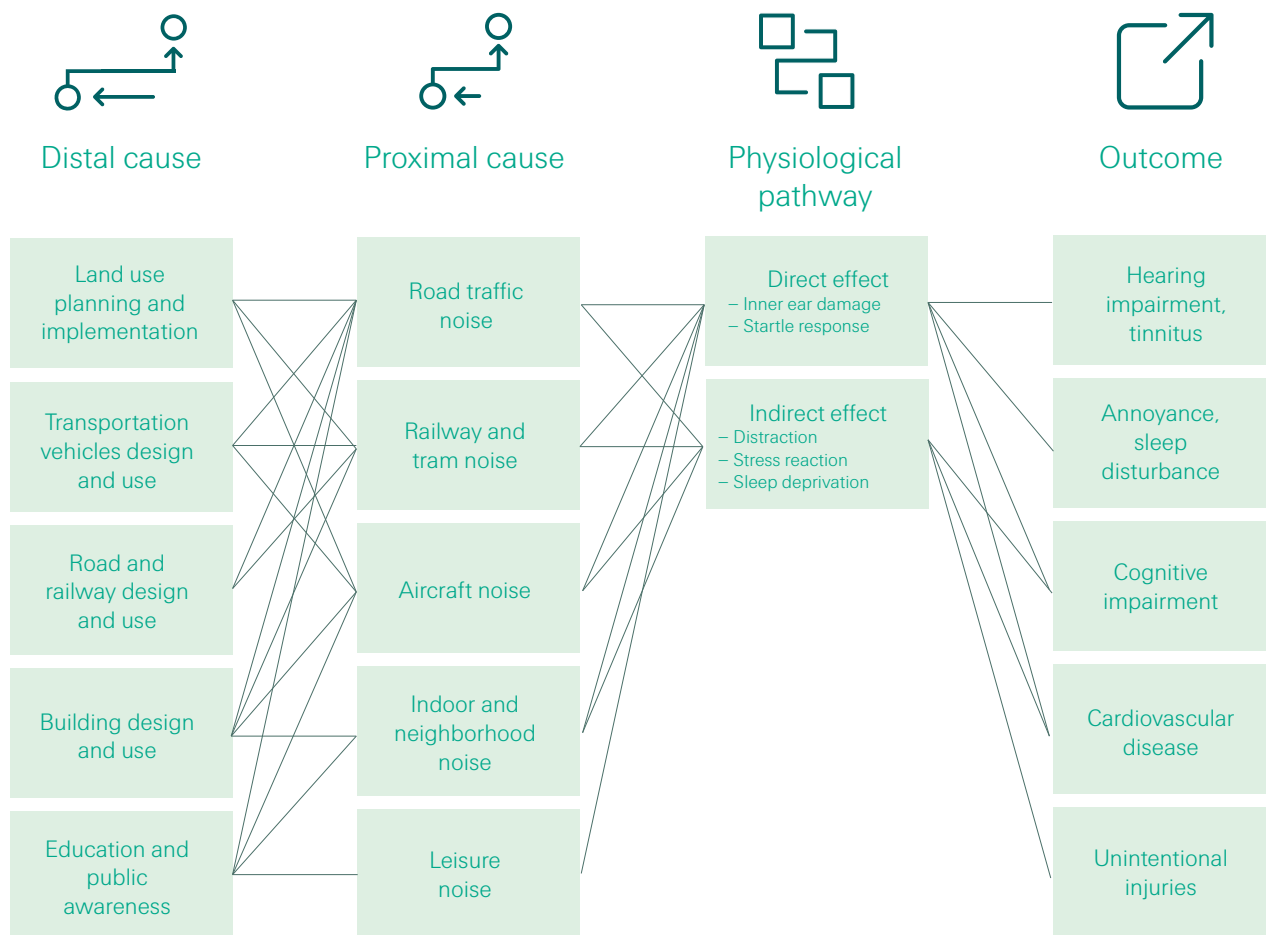 Distal cause
Proximal cause
Physiological
pathway
Outcome
Land use
planning and
implementation
Transportation
vehicles design
and use
Road and
railway design
and use
Building design
and use
Education and
public
awareness
Road traffic
noise
Railway and
tram noise
Aircraft noise
Indoor and
neighborhood
noise
Leisure
noise
Direct effect
– Inner ear damage
– Startle response
Indirect effect
– Distraction
– Stress reaction
– Sleep deprivation
Hearing
impairment,
tinnitus
Annoyance,
sleep
disturbance
Cognitive
impairment
Cardiovascular
disease
Unintentional
injuries